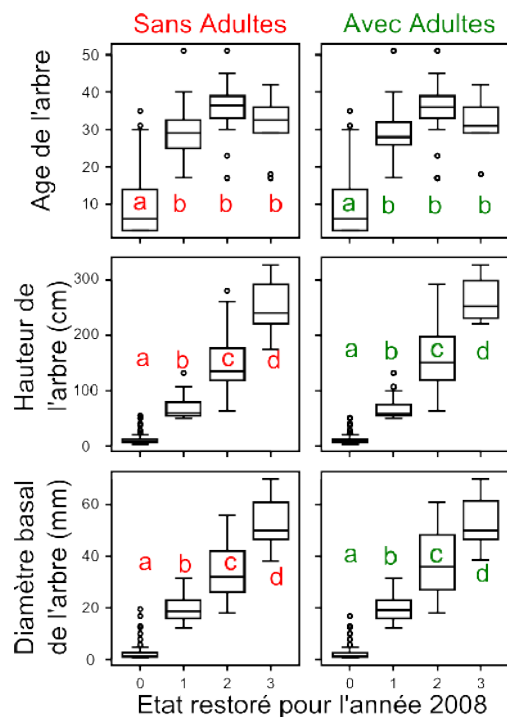 Sans Adultes Avec Adultes
Age de l'arbre
50
40
30
20
10
a b b b
a b b b
Hauteur de
l'arbre (cm)
300
200
100
0
a b c d
a b c d
Diamètre basal
de l'arbre (mm)
60
40
20
0
a b c d
a b c d
0 1 2 3 0 1 2 3
Etat restoré pour l'année 2008